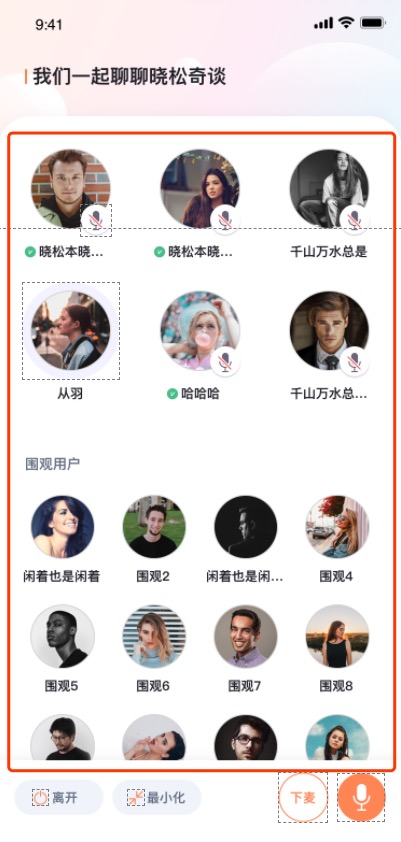 9:41
我们一起聊聊晓松奇谈
晓松本晓...
晓松本晓...
千山万水总是
从羽
哈哈哈
千山万水总...
围观用户
闲着也是闲着
围观2
闲着也是闲...
围观4
围观5
围观6
围观7
围观8
离开
最小化
下麦